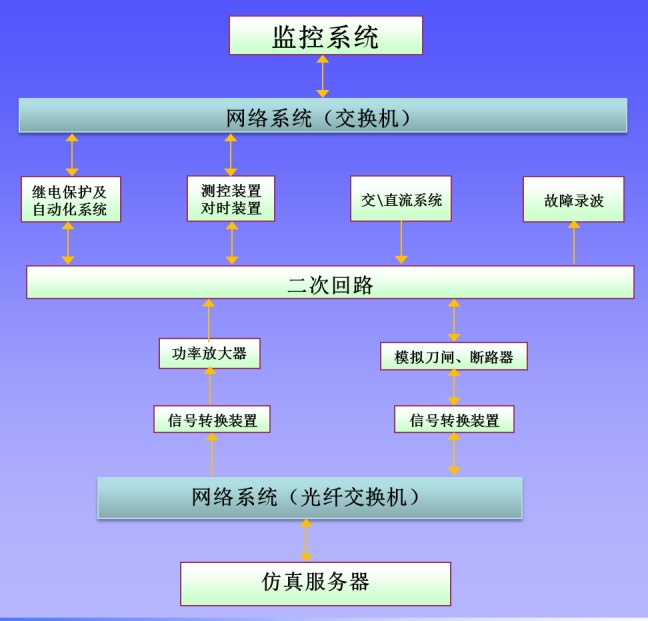 监控系统
网络系统（交换机）
继电保护及
自动化系统
测控装置
对时装置
交\直流系统
故障录波
二次回路
功率放大器
模拟刀闸、断路器
信号转换装置
信号转换装置
网络系统（光纤交换机）
仿真服务器